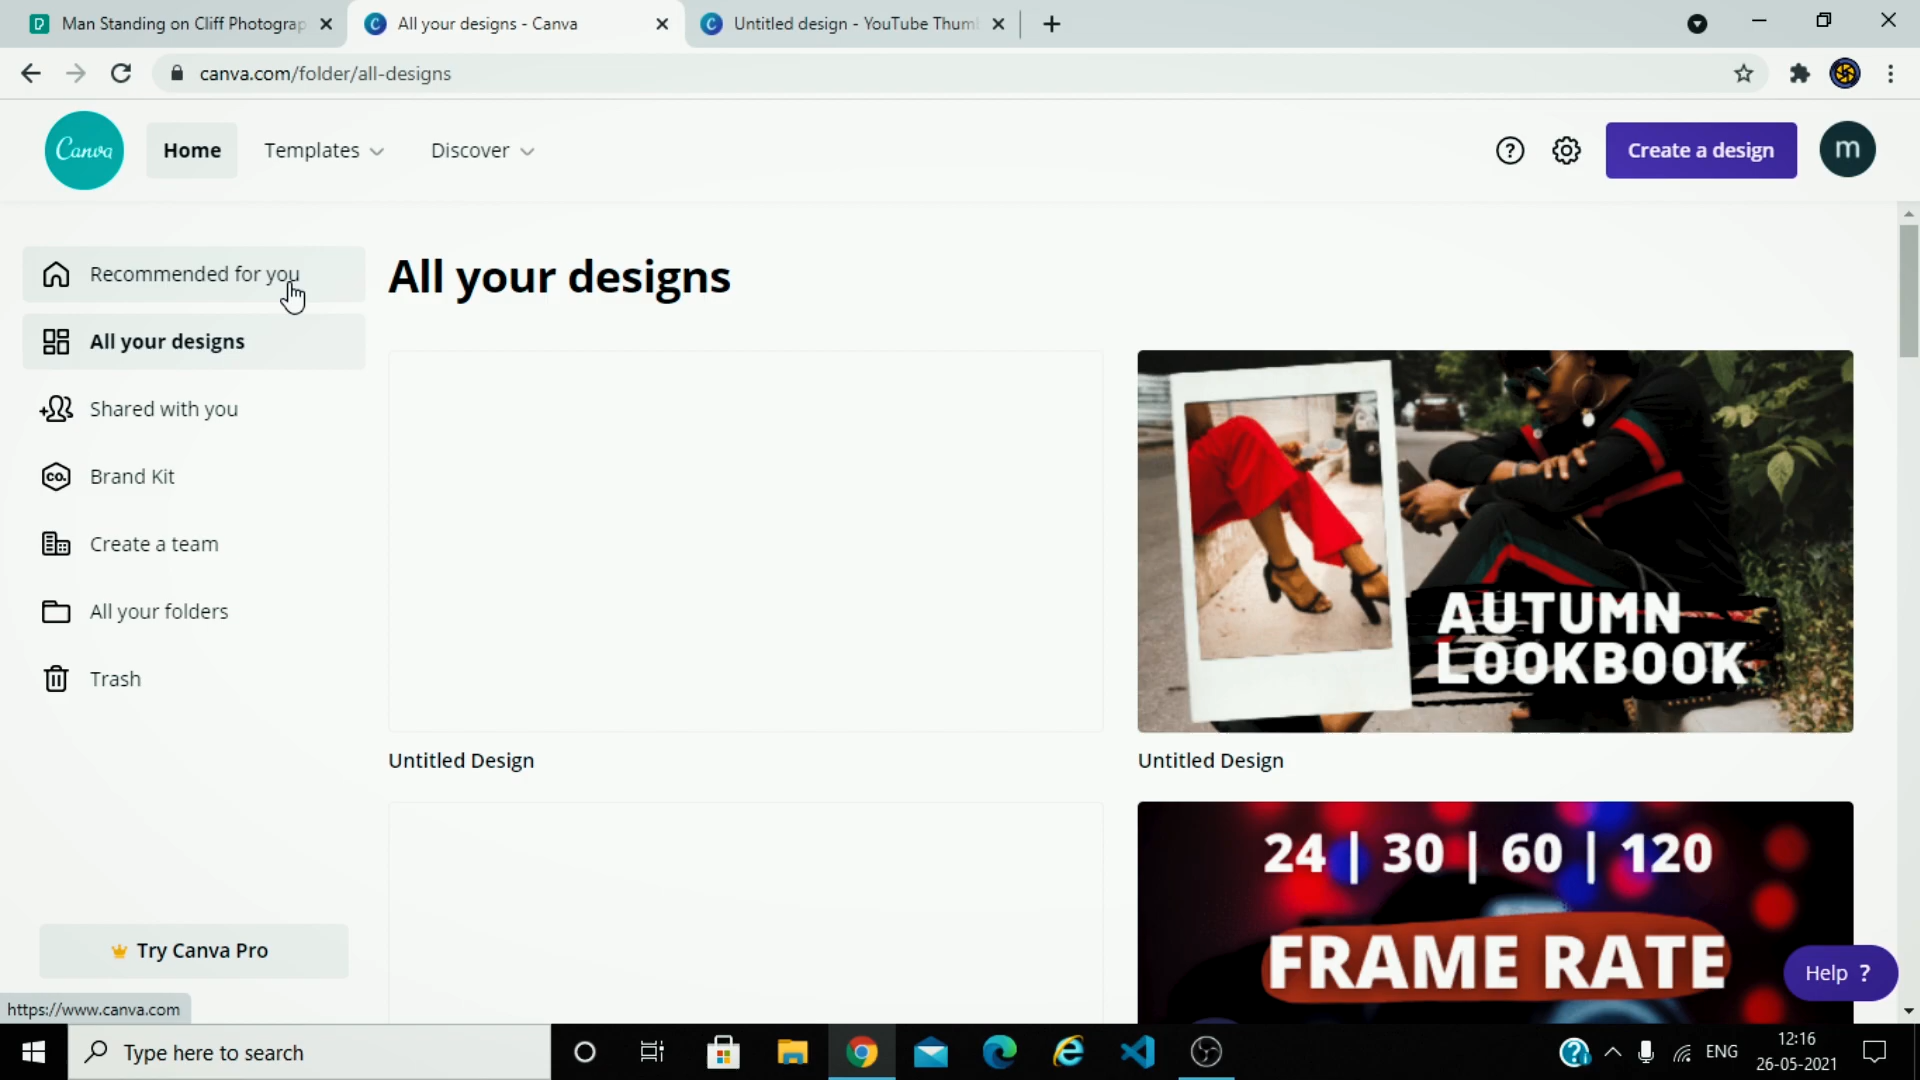 Man Standing on Cliff Photograp
All your designs - Canva
Untitled design - YouTube Thum
canva.com/folder/all-designs
Canva
Home
Templates
Discover
?
Create a design
m
Recommended for you
All your designs
Shared with you
CO.
Brand Kit
Create a team
All your folders
Trash
All your designs
AUTUMN
LOOKBOOK
Untitled Design
Untitled Design
24 | 30 | 60 | 120
FRAME RATE
Try Canva Pro
Help ?
https://www.canva.com
Type here to search
ENG
12:16
26-05-2021